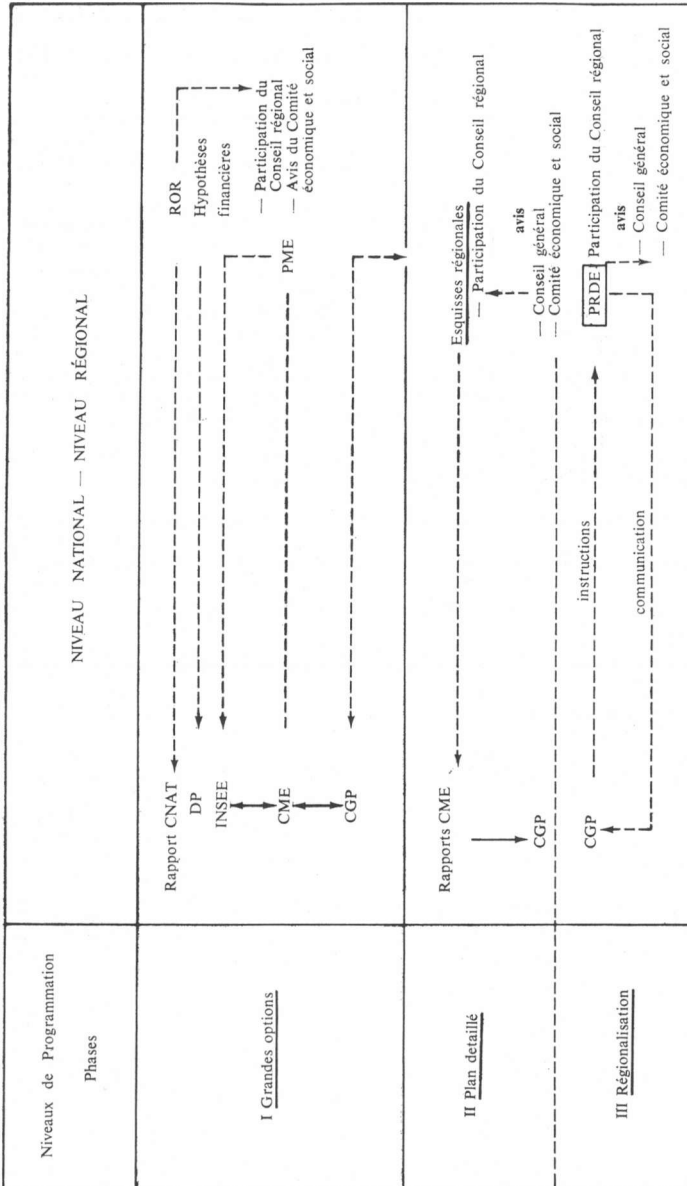 Niveaux de Programmation
Phases
NIVEAU NATIONAL — NIVEAU RÉGIONAL
I Grandes options
Rapport CNAT
DP
INSEE
CME
CGP
ROR
Hypothèses
financières
PME
— Participation du
Conseil régional
— Avis du Comité
économique et social
II Plan detaillé
Rapports CME
CGP
Esquisses régionales
— Participation du Conseil régional
avis
— Conseil général
— Comité économique et social
III Régionalisation
CGP
instructions
communication
PRDE Participation du Conseil régional
avis
— Conseil général
— Comité économique et social